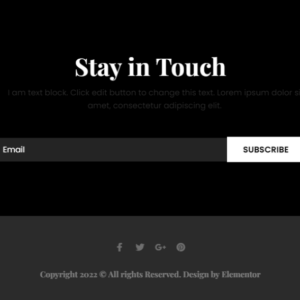 Stay in Touch
I am text block. Click edit button to change this text. Lorem ipsum dolor
amet, consectetur adipiscing elit.
Email
SUBSCRIBE
Copyright 2022 © All rights Reserved. Design by Elementor